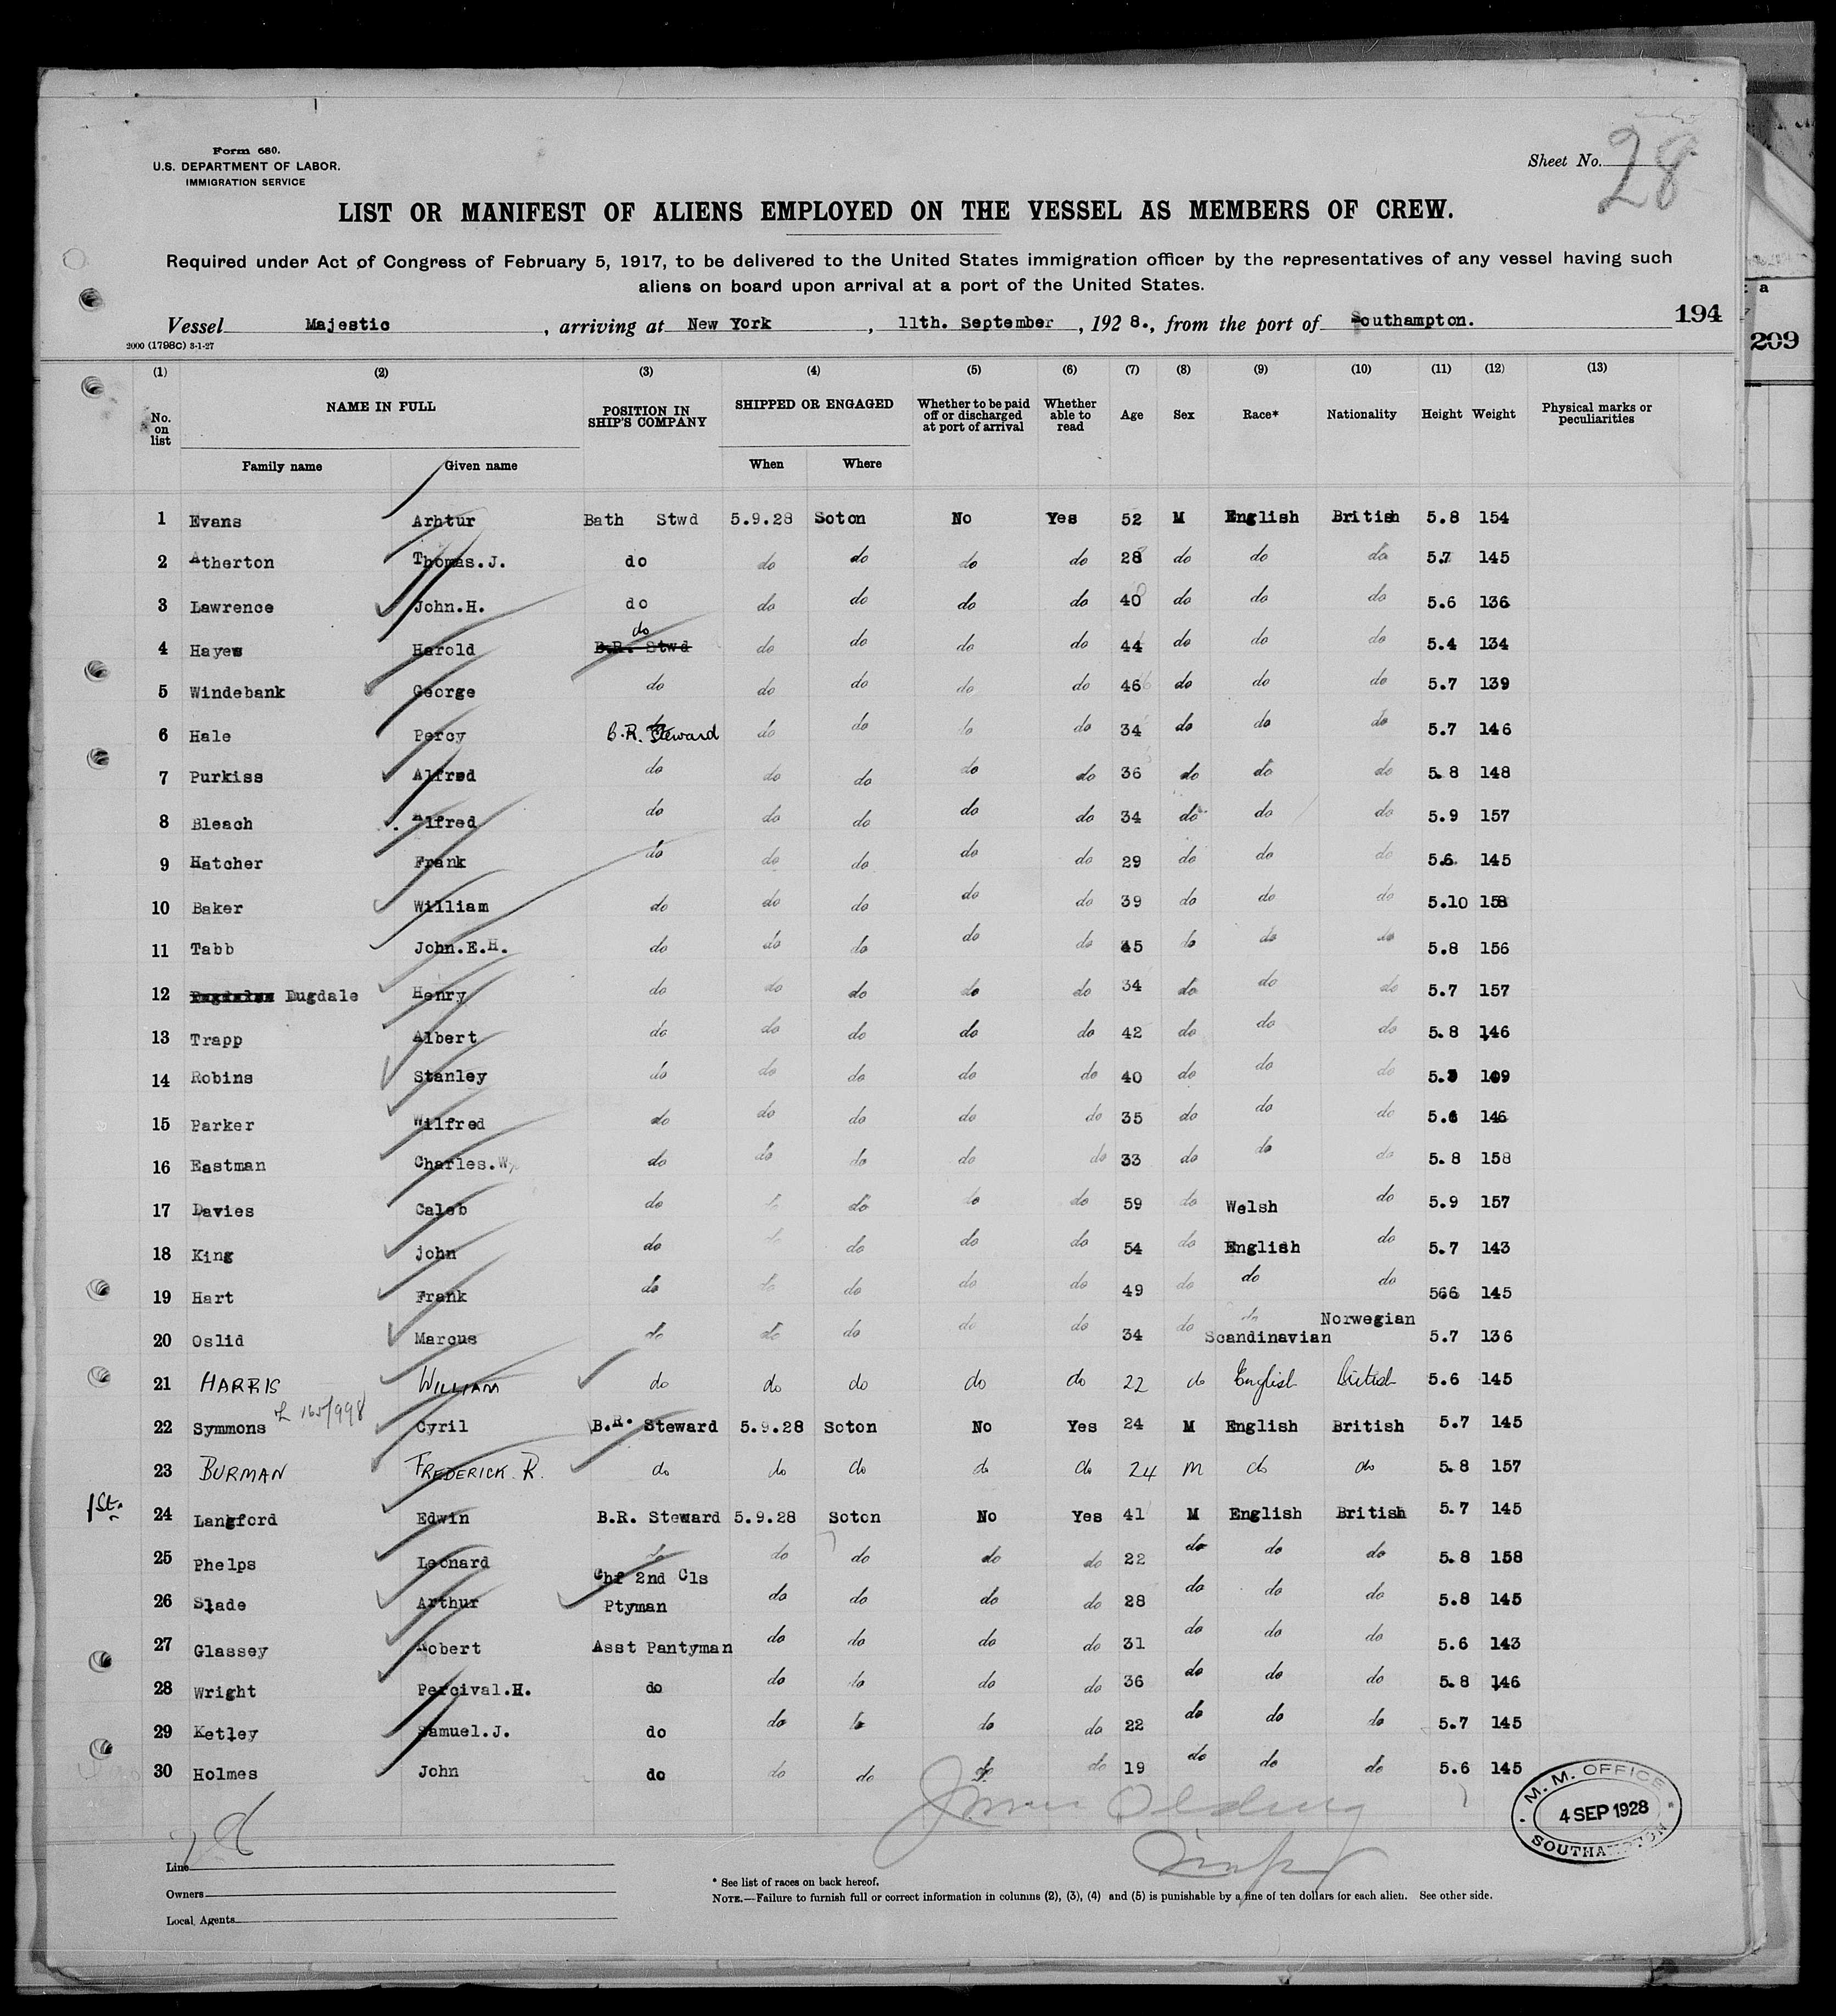 Form 680.
U.S. DEPARTMENT OF LABOR.
IMMIGRATION SERVICE
Sheet No. 28
LIST OR MANIFEST OF ALIENS EMPLOYED ON THE VESSEL AS MEMBERS OF CREW.
Required under Act of Congress of February 5, 1917, to be delivered to the United States immigration officer by the representatives of any vessel having such
aliens on board upon arrival at a port of the United States.
Vessel Majestic, arriving at New York, 11th. September, 1928., from the port of Southampton. 194
2000 (1798c) 3-1-27
209
(1) (2) (3) (4) (5) (6) (7) (8) (9) (10) (11) (12) (13)
No. on list NAME IN FULL POSITION IN SHIP'S COMPANY SHIPPED OR ENGAGED Whether to be paid off or discharged at port of arrival Whether able to read Age Sex Race* Nationality Height Weight Physical marks or peculiarities
Family name Given name When Where
1 Evans Arhtur Bath Stwd 5.9.28 Soton No Yes 52 M English British 5.8 154
2 Atherton Thomas.J. do do do do do 28 do do do 5.7 145
3 Lawrence John.H. do do do do do 40 do do do 5.6 136
4 Hayes Harold B.R. Stwd do do do do do 44 do do do 5.4 134
5 Windebank George do do do do do 46 do do do 5.7 139
6 Hale Percy B.R. Steward do do do do 34 do do do 5.7 146
7 Purkiss Alfred do do do do do 36 do do do 5.8 148
8 Bleach Alfred do do do do do 34 do do do 5.9 157
9 Hatcher Frank do do do do do 29 do do do 5.6. 145
10 Baker William do do do do do 39 do do do 5.10 158
11 Tabb John.E.H. do do do do do 45 do do do 5.8 156
12 Dugdale Henry do do do do do 34 do do do 5.7 157
13 Trapp Albert do do do do do 42 do do do 5.8 146
14 Robins Stanley do do do do do 40 do do do 109
15 Parker Wilfred do do do do do 35 do do do 5.6 146
16 Eastman Charles.W. do do do do do 33 do do do 5.8 158
17 Davies Caleb do do do do do 59 do Welsh do 5.9 157
18 King john do do do do do 54 do English do 5.7 143
19 Hart Frank do do do do do 49 do do do 566 145
20 Oslid Marcus do do do do do 34 do do Scandinavian Norwegian 5.7 136
21 HARRIS WILLIAM do do do do do 22 do English British 5.6 145
22 Symmons 165/998 Cyril B.R. Steward 5.9.28 Soton No Yes 24 M English British 5.7 145
23 BURMAN FREDERICK R. do do do do do 24 M do do 5.8 157
1St.
24 Langford Edwin B.R. Steward 5.9.28 Soton No Yes 41 M English British 5.7 145
25 Phelps Leonard do do do do do 22 do do do 5.8 158
26 Slade Arthur Chf 2nd Cls Ptyman do do do do 28 do do do 5.8 145
27 Glassey Robert Asst Pantyman do do do do 31 do do do 5.6 143
28 Wright Percival.H. do do do do do 36 do do do 5.8 146
29 Ketley Samuel.J. do do do do do 22 do do do 5.7 145
30 Holmes John do do do do do 19 do do do 5.6 145
M. M. OFFICE
4 SEP 1928
SOUTHAMPTON
Line
Owners
Local Agents
* See list of races on back hereof.
NOTE.—Failure to furnish full or correct information in columns (2), (3), (4) and (5) is punishable by a fine of ten dollars for each alien. See other side.